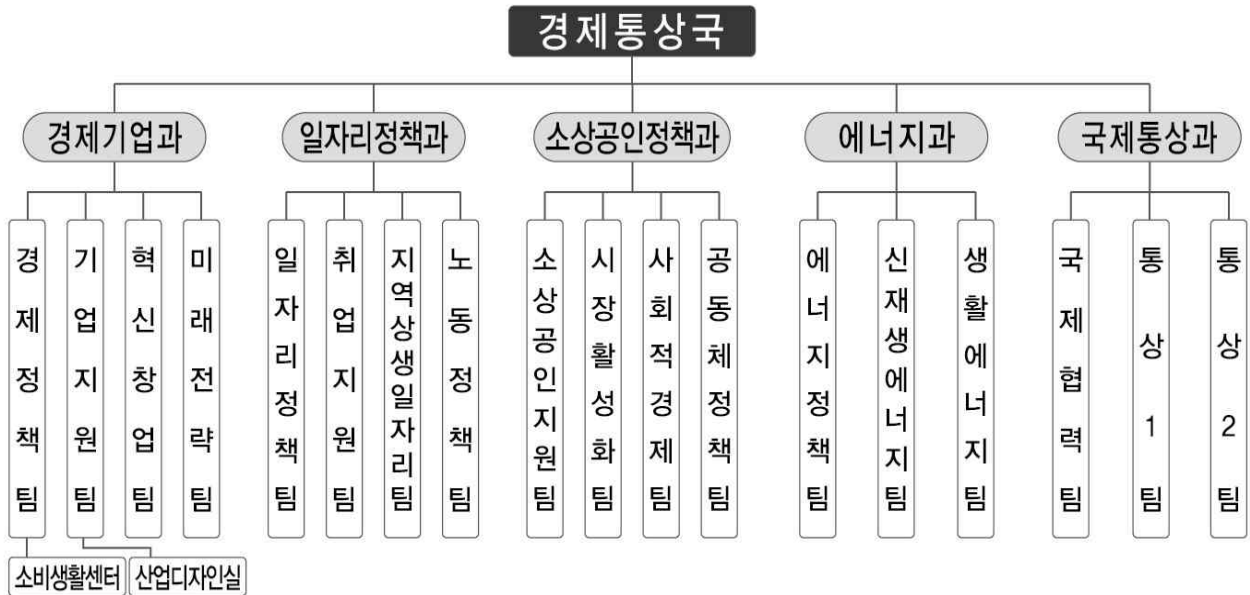 경제통상국
경제기업과
일자리정책과
소상공인정책과
에너지과
국제통상과
경제정책팀
기업지원팀
혁신창업팀
미래전략팀
일자리정책팀
취업지원팀
지역상생일자리팀
노동정책팀
소상공인지원팀
시장활성화팀
사회적경제팀
공동체정책팀
에너지정책팀
신재생에너지팀
생활에너지팀
국제협력팀
통상1팀
통상2팀
소비생활센터
산업디자인실